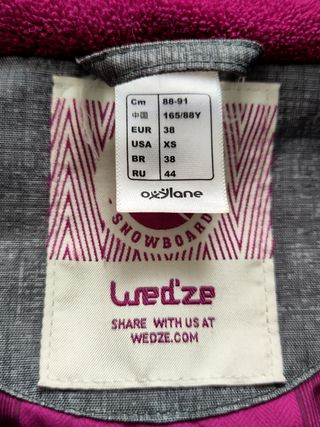 Cm 88-91
中国 165/88Y
EUR 38
USA XS
BR 38
RU 44
oxylane
SNOWBOARD
Wed'ze
SHARE WITH US AT
WEDZE.COM